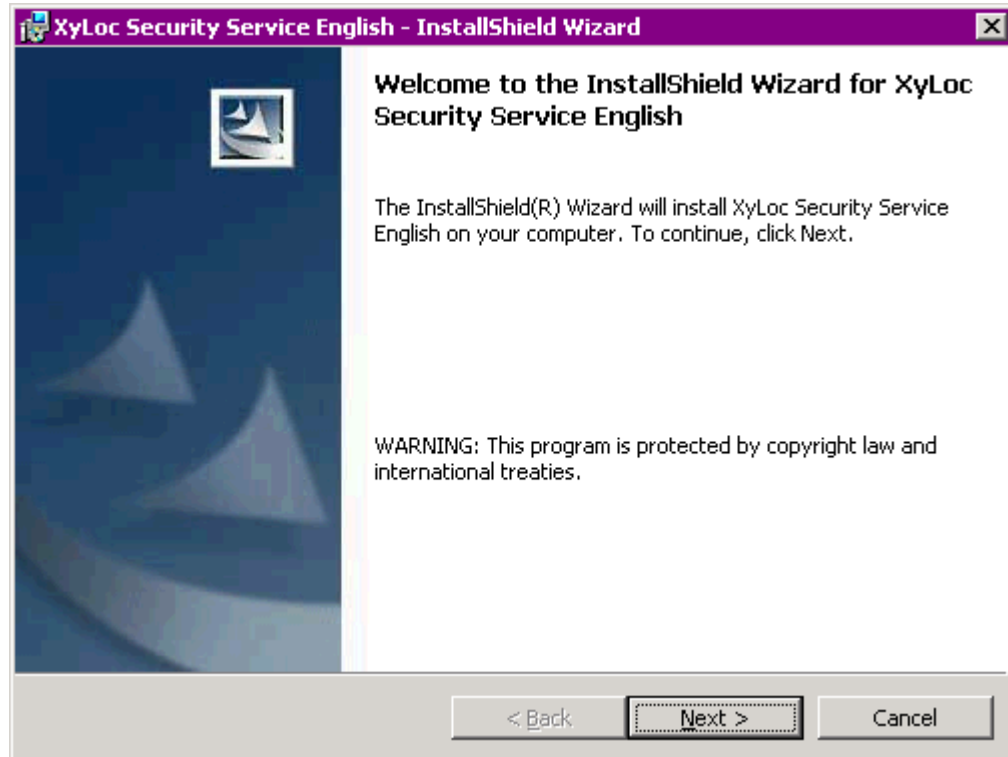 XyLoc Security Service English - InstallShield Wizard
Welcome to the InstallShield Wizard for XyLoc
Security Service English
The InstallShield(R) Wizard will install XyLoc Security Service
English on your computer. To continue, click Next.
WARNING: This program is protected by copyright law and
international treaties.
< Back
Next >
Cancel